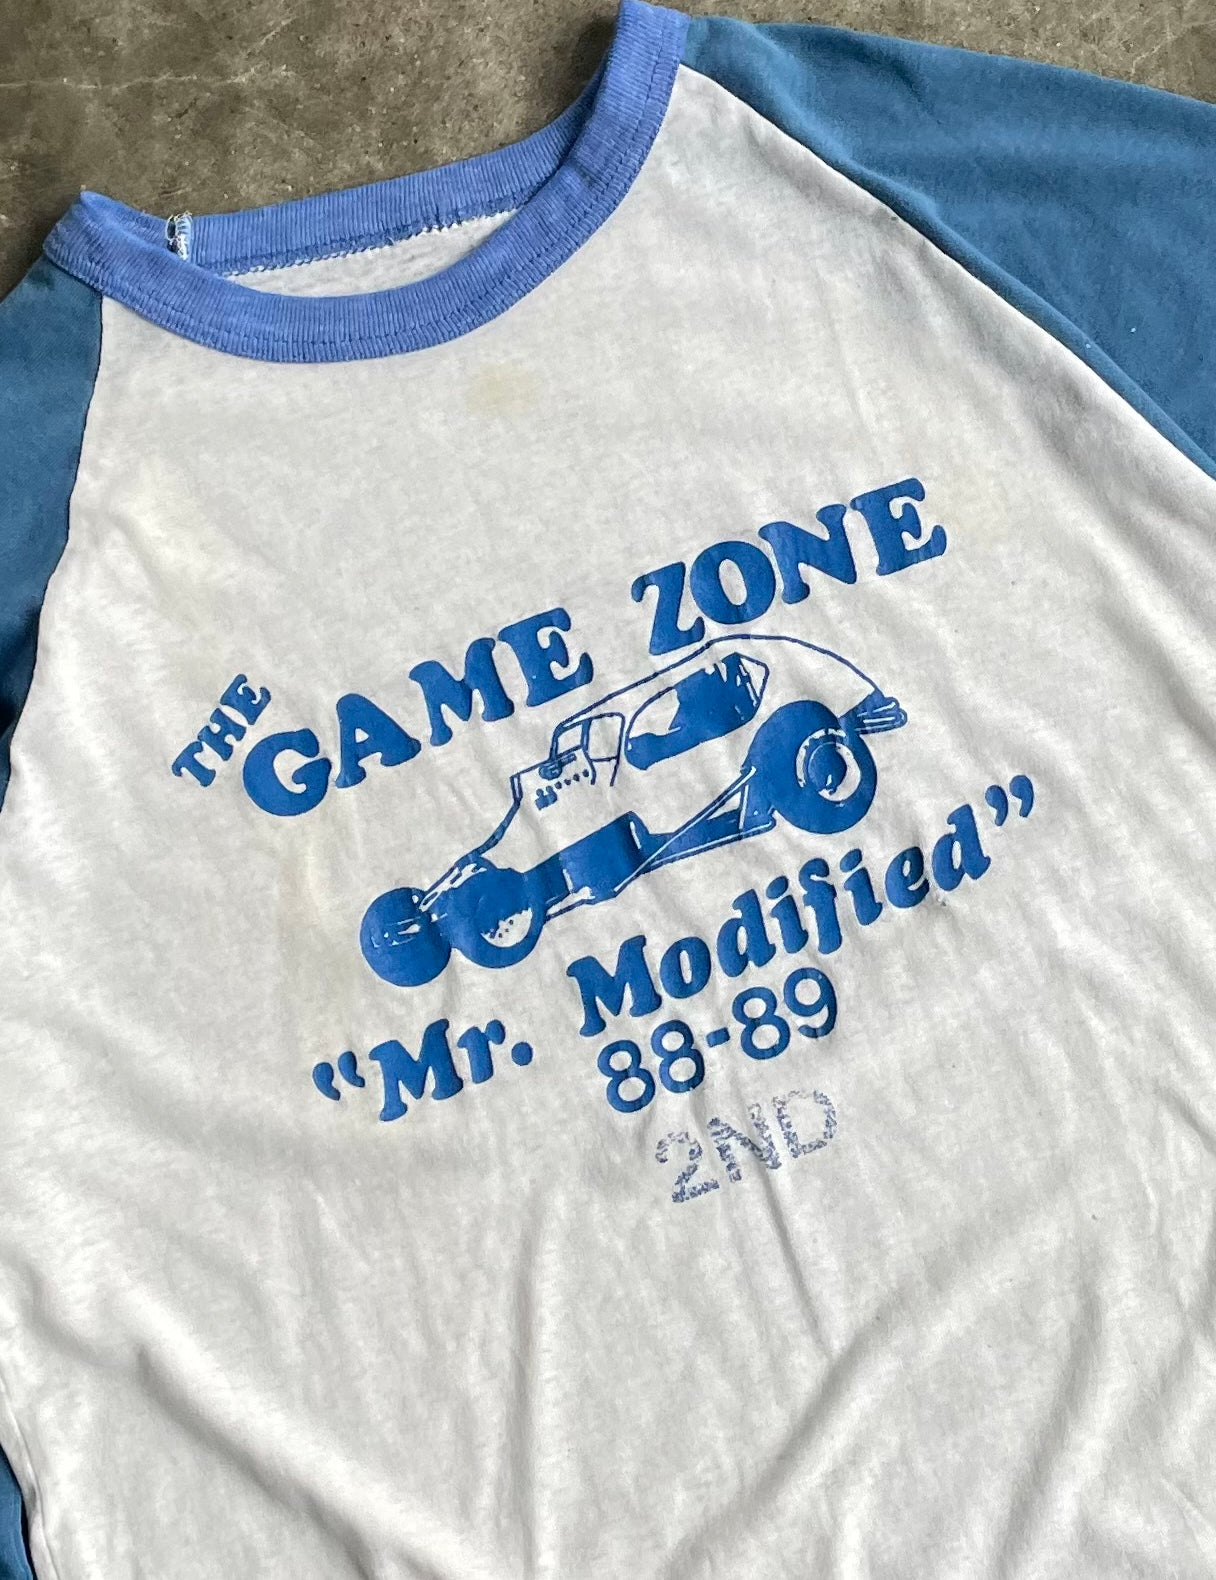 THE GAME ZONE
“Mr. Modified”
88-89
2ND